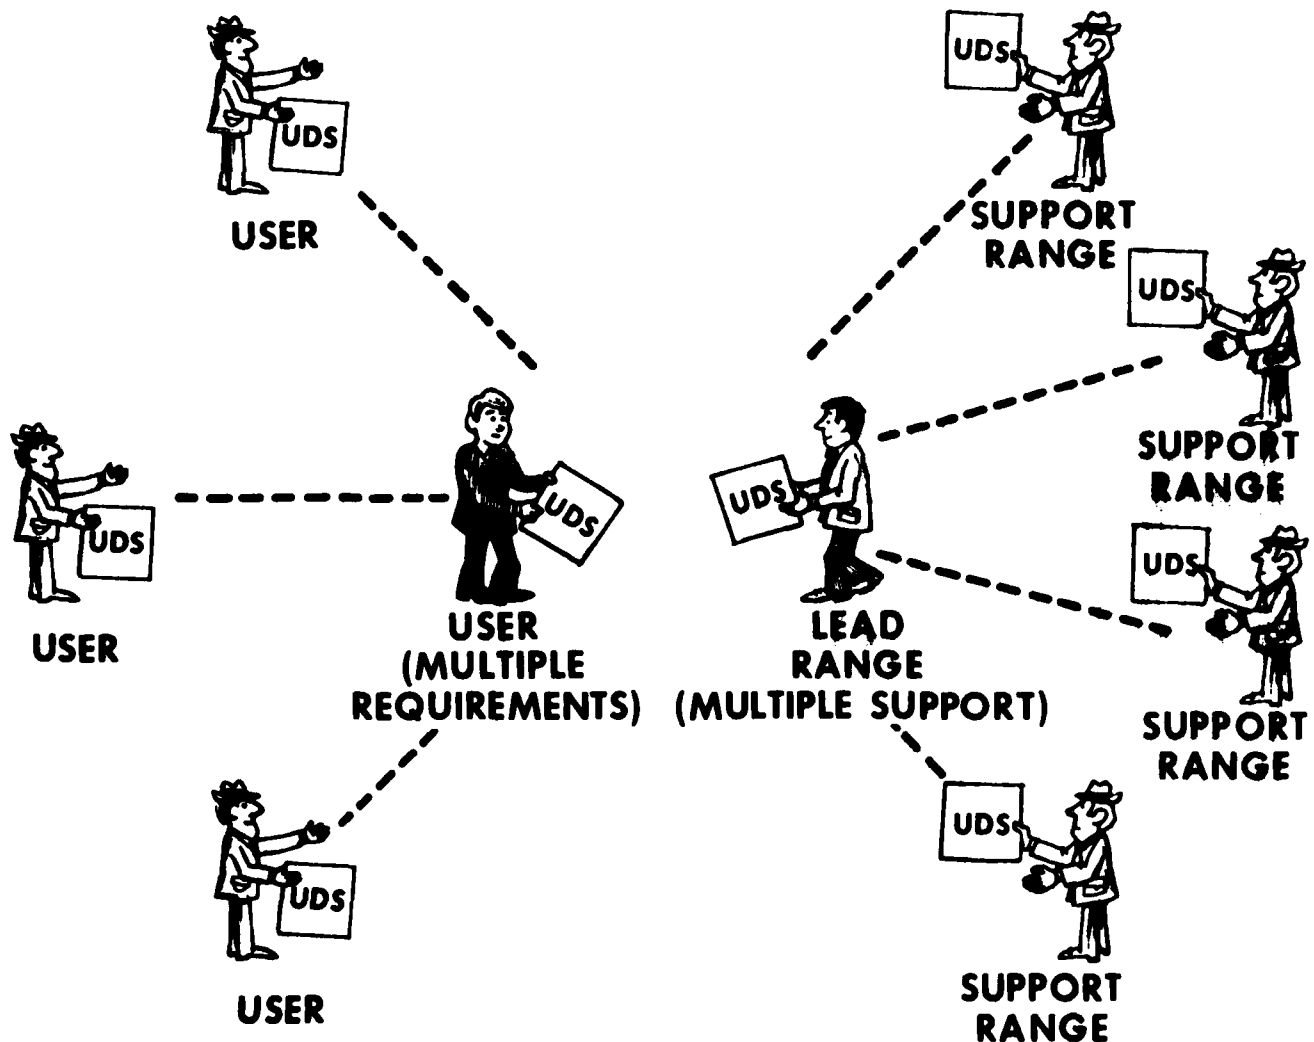 UDS
USER
UDS
SUPPORT
RANGE
UDS
SUPPORT
RANGE
UDS
USER
UDS
USER
(MULTIPLE
REQUIREMENTS)
UDS
LEAD
RANGE
(MULTIPLE SUPPORT)
UDS
SUPPORT
RANGE
UDS
USER
UDS
SUPPORT
RANGE